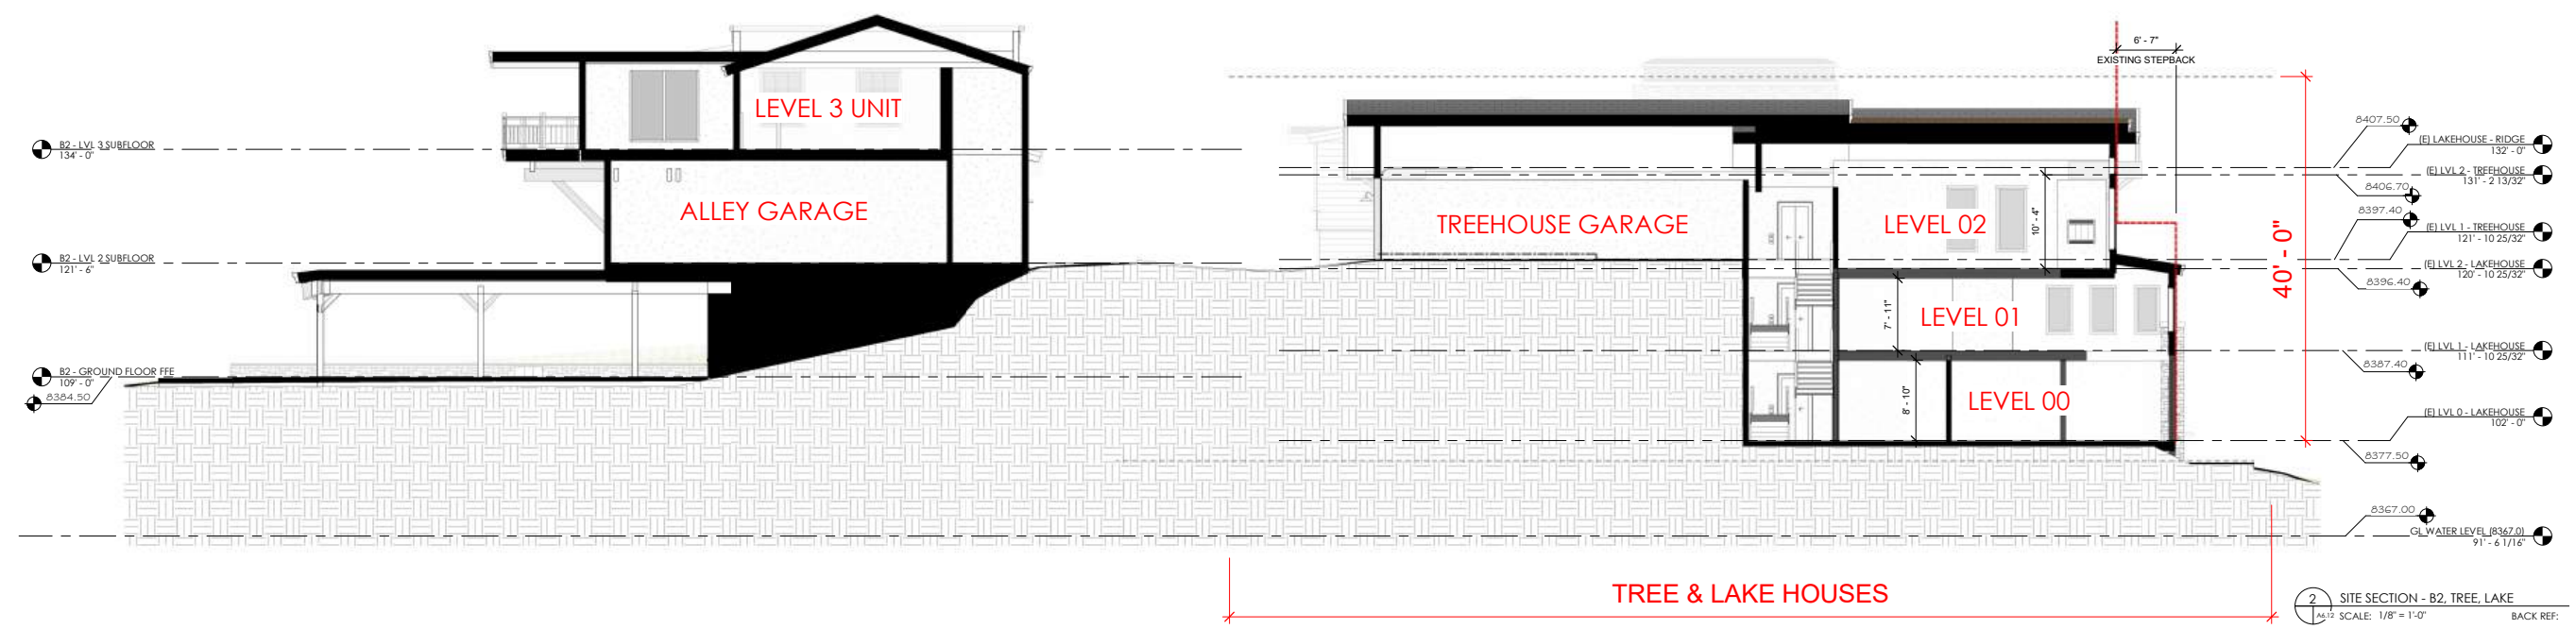 6' - 7"
EXISTING STEPBACK
LEVEL 3 UNIT
8407.50
B2 - LVL 3 SUBFLOOR
134' - 0"
(E) LAKEHOUSE - RIDGE
132' - 0"
(E) LVL 2 - TREEHOUSE
131' - 2 13/32"
8406.70
ALLEY GARAGE
TREEHOUSE GARAGE
LEVEL 02
10' - 4"
8397.40
(E) LVL 1 - TREEHOUSE
121' - 10 25/32"
B2 - LVL 2 SUBFLOOR
121' - 6"
40' - 0"
(E) LVL 2 - LAKEHOUSE
120' - 10 25/32"
8396.40
7' - 11"
LEVEL 01
(E) LVL 1 - LAKEHOUSE
111' - 10 25/32"
8387.40
B2 - GROUND FLOOR FFE
109' - 0"
8384.50
8' - 10"
LEVEL 00
(E) LVL 0 - LAKEHOUSE
102' - 0"
8377.50
8367.00
GL WATER LEVEL (8367.0)
91' - 6 1/16"
TREE & LAKE HOUSES
2
A6.12
SITE SECTION - B2, TREE, LAKE
SCALE: 1/8" = 1'-0"
BACK REF: